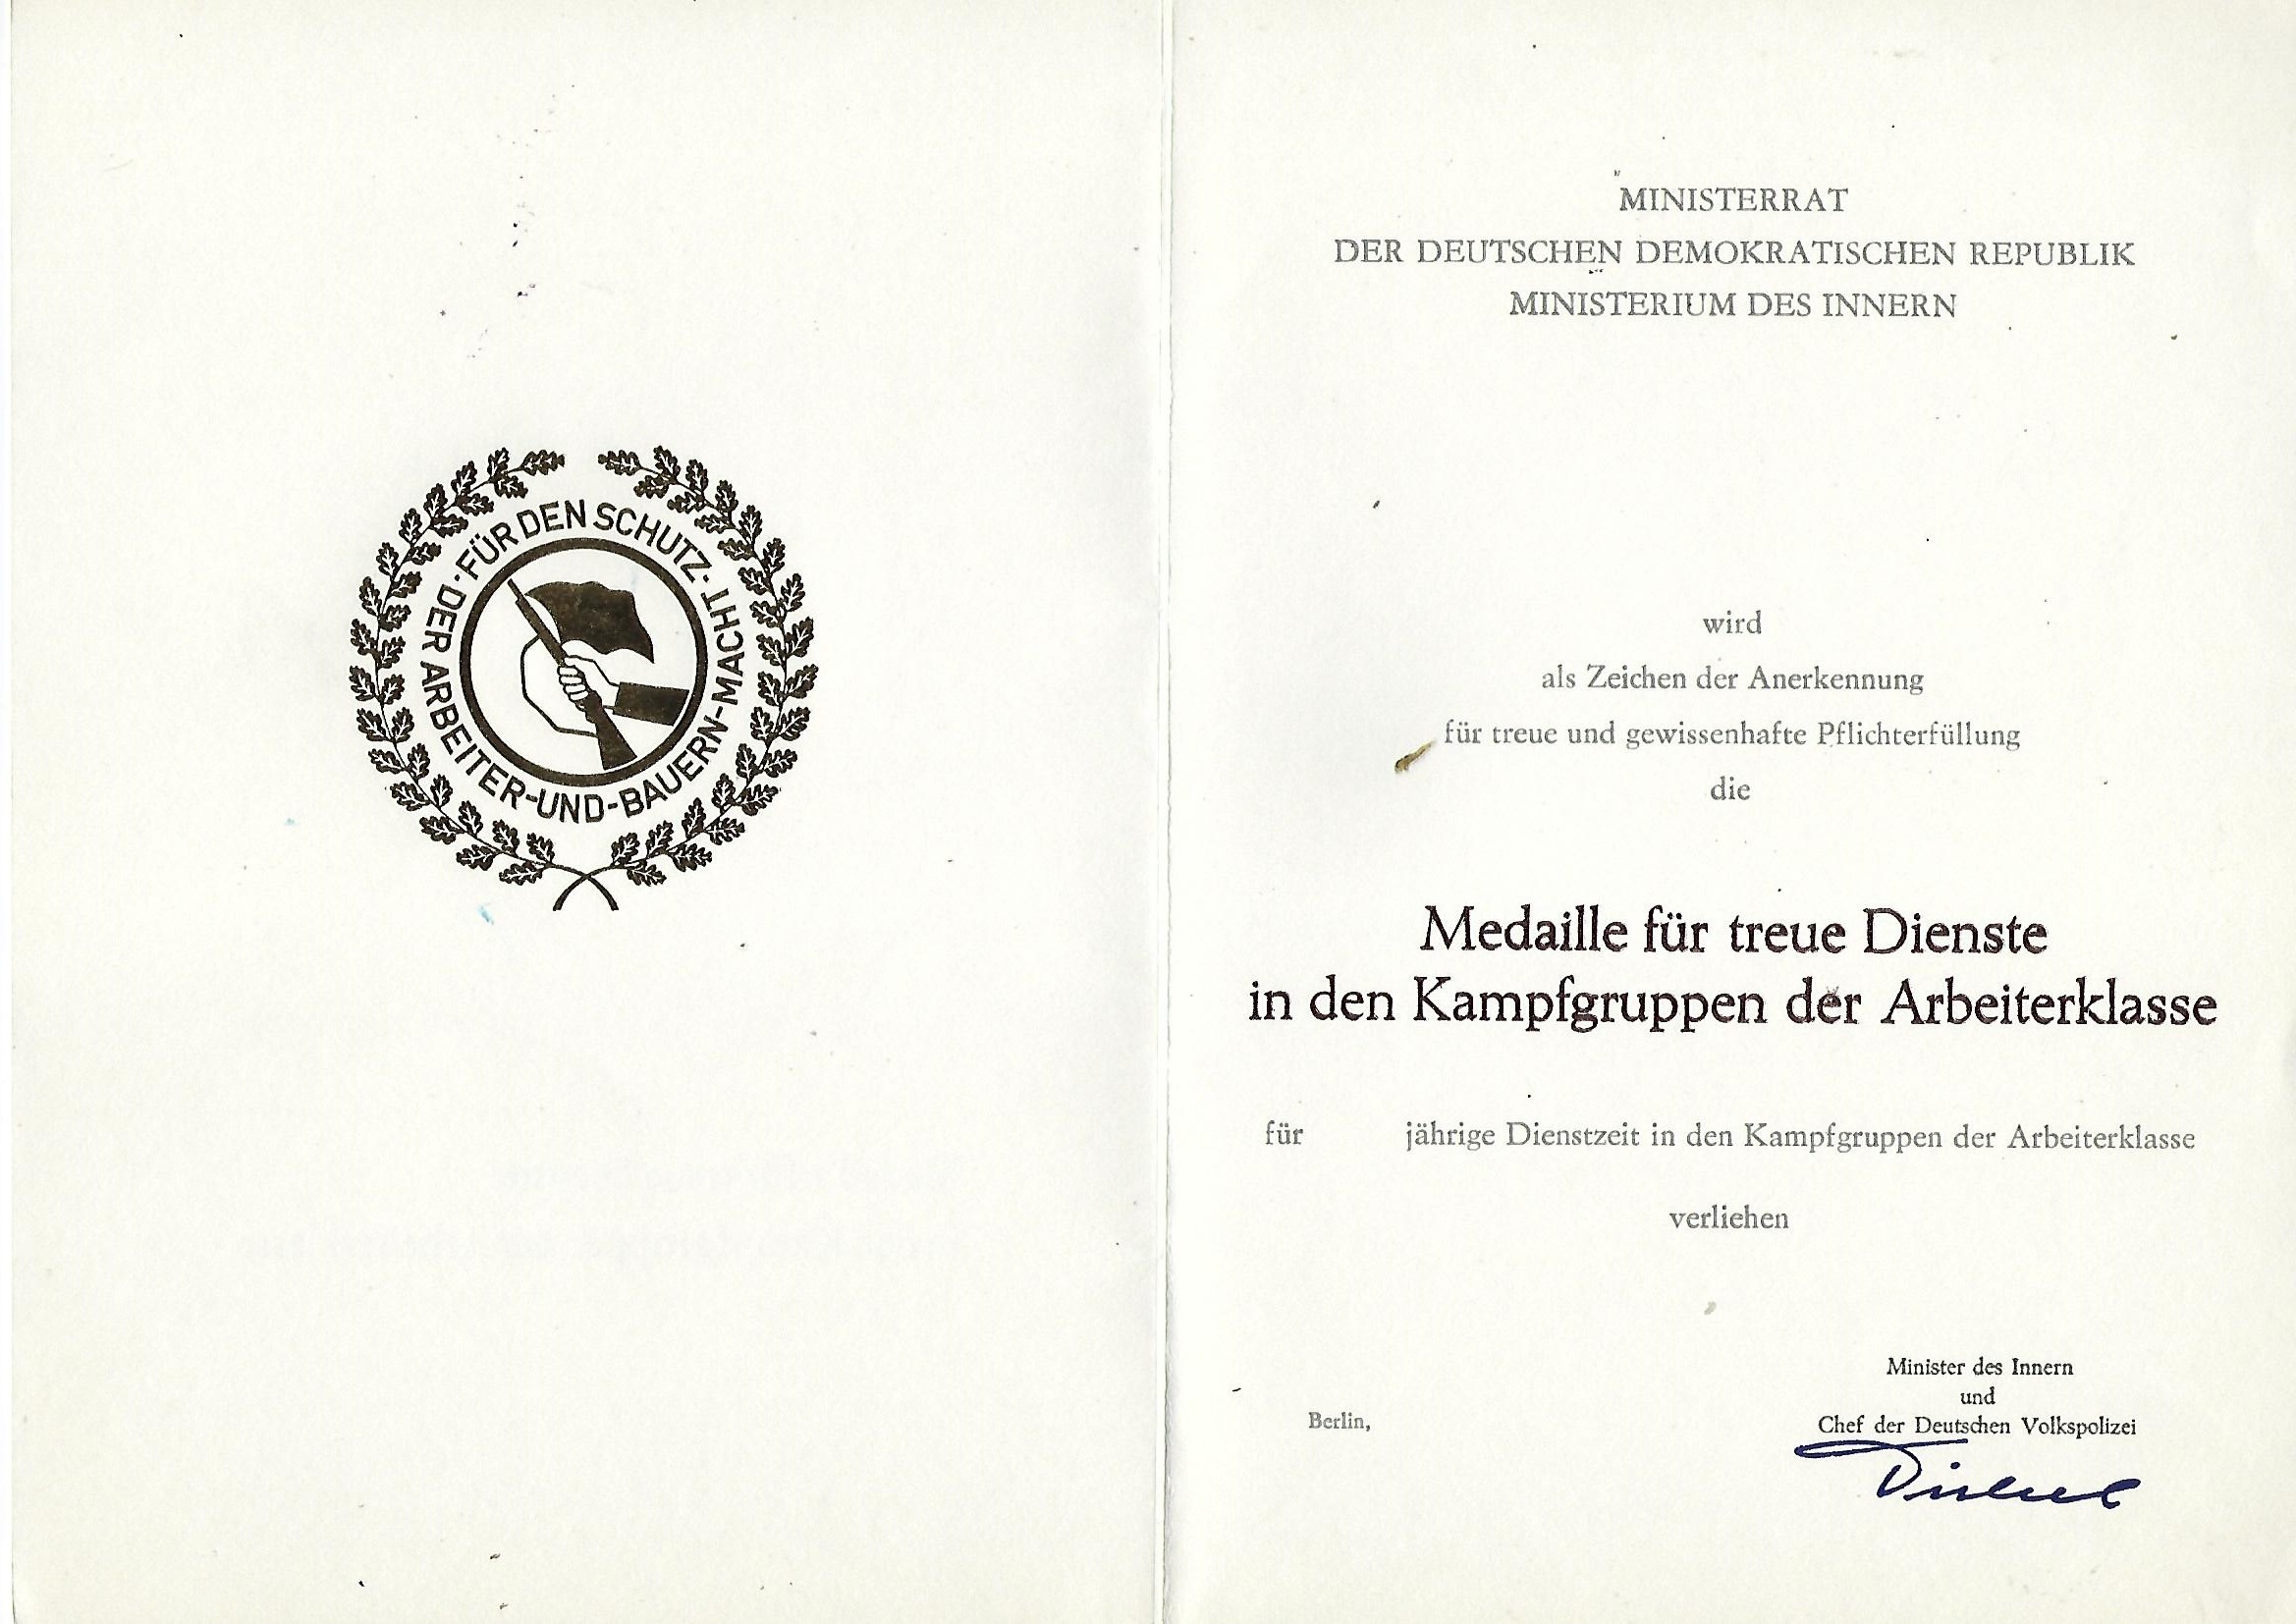 FÜR DEN SCHUTZ · DER ARBEITER-UND-BAUERN-MACHT ·
MINISTERRAT
DER DEUTSCHEN DEMOKRATISCHEN REPUBLIK
MINISTERIUM DES INNERN
wird
als Zeichen der Anerkennung
für treue und gewissenhafte Pflichterfüllung
die
Medaille für treue Dienste
in den Kampfgruppen der Arbeiterklasse
für jährige Dienstzeit in den Kampfgruppen der Arbeiterklasse
verliehen
Berlin,
Minister des Innern
und
Chef der Deutschen Volkspolizei